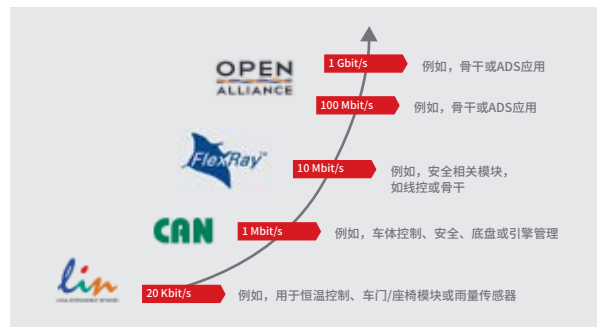 OPEN
ALLIANCE
1 Gbit/s
例如，骨干或ADS应用
100 Mbit/s
例如，骨干或ADS应用
FlexRay™
10 Mbit/s
例如，安全相关模块，
如线控或骨干
CAN
1 Mbit/s
例如，车体控制、安全、底盘或引擎管理
lin
LOCAL INTERCONNECT NETWORK
20 Kbit/s
例如，用于恒温控制、车门/座椅模块或雨量传感器